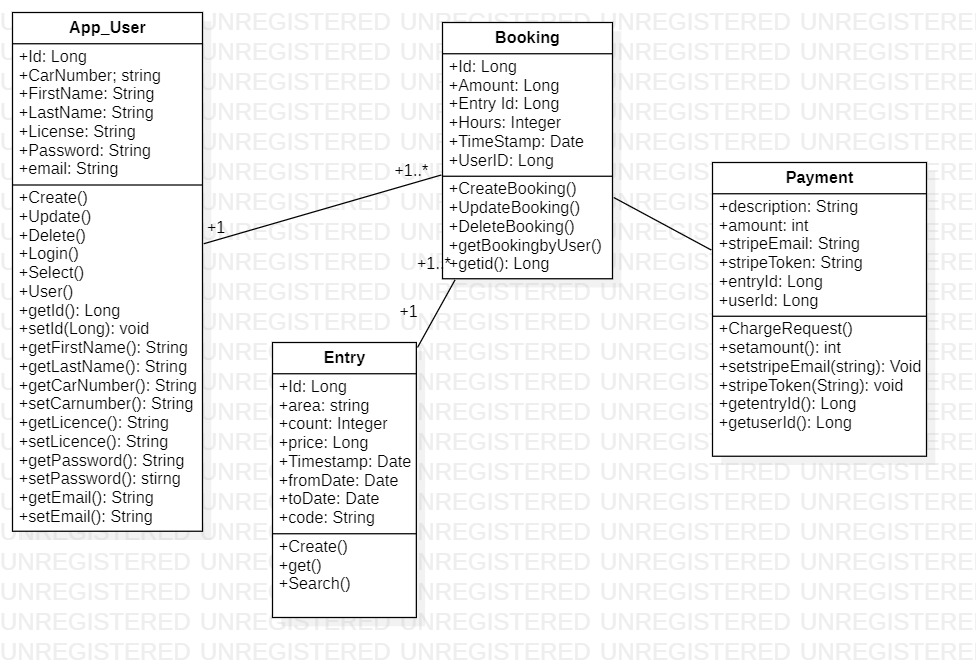 App_User
+Id: Long
+CarNumber; string
+FirstName: String
+LastName: String
+License: String
+Password: String
+email: String
+Create()
+Update()
+Delete()
+Login()
+Select()
+User()
+getId(): Long
+setId(Long): void
+getFirstName(): String
+getLastName(): String
+getCarNumber(): String
+setCarnumber(): String
+getLicence(): String
+setLicence(): String
+getPassword(): String
+setPassword(): stirng
+getEmail(): String
+setEmail(): String
+1
+1..*
Booking
+Id: Long
+Amount: Long
+Entry Id: Long
+Hours: Integer
+TimeStamp: Date
+UserID: Long
+CreateBooking()
+UpdateBooking()
+DeleteBooking()
+getBookingbyUser()
+getid(): Long
+1..*
+1
Entry
+Id: Long
+area: string
+count: Integer
+price: Long
+Timestamp: Date
+fromDate: Date
+toDate: Date
+code: String
+Create()
+get()
+Search()
Payment
+description: String
+amount: int
+stripeEmail: String
+stripeToken: String
+entryId: Long
+userId: Long
+ChargeRequest()
+setamount(): int
+setstripeEmail(string): Void
+stripeToken(String): void
+getentryId(): Long
+getuserId(): Long
UNREGISTERED UNREGISTERED UNREGISTERED UNREGISTERED UNREGISTERED